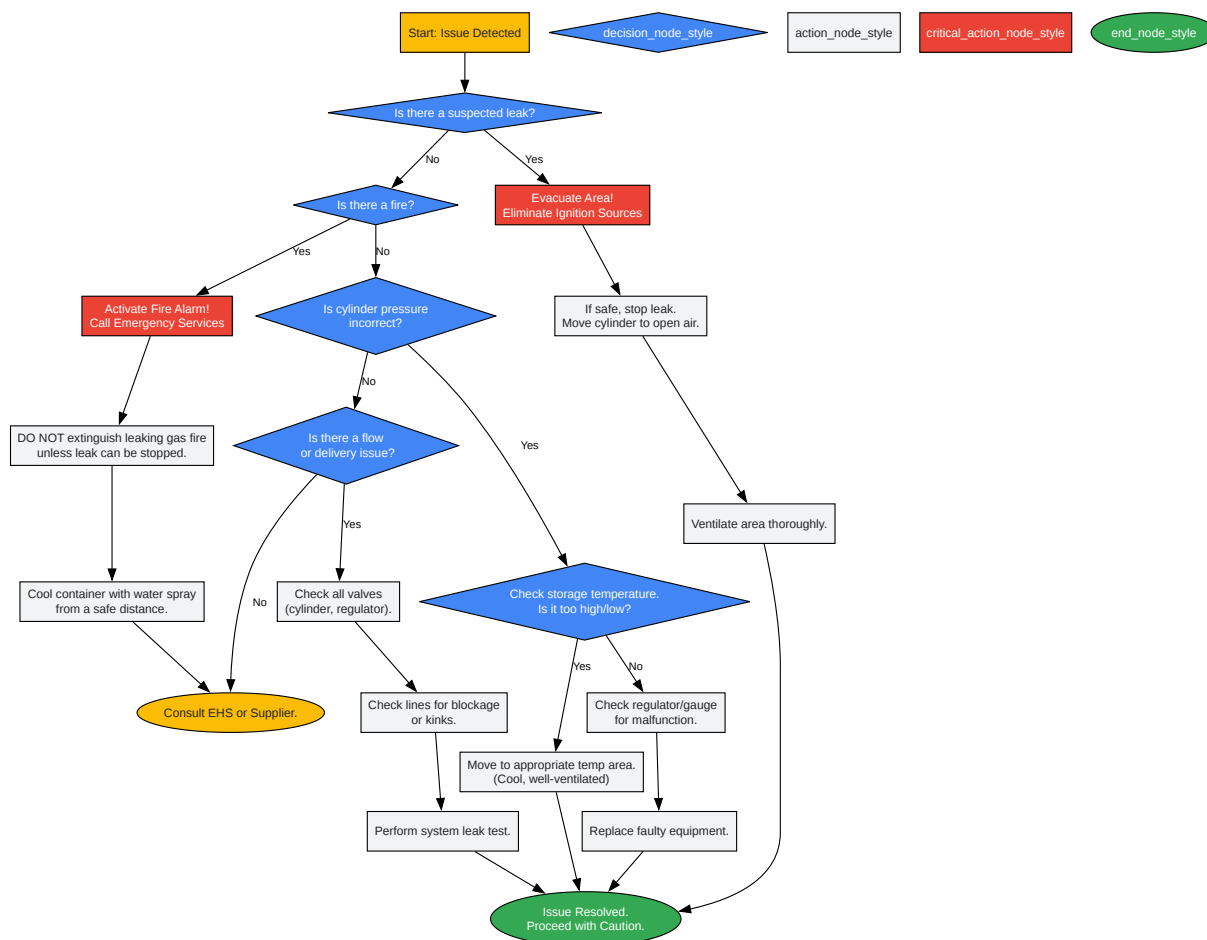 Start: Issue Detected
decision_node_style
action_node_style
critical_action_node_style
end_node_style
Is there a suspected leak?
No
Yes
Is there a fire?
Evacuate Area!
Eliminate Ignition Sources
Yes
No
Activate Fire Alarm!
Call Emergency Services
Is cylinder pressure
incorrect?
If safe, stop leak.
Move cylinder to open air.
No
Yes
DO NOT extinguish leaking gas fire
unless leak can be stopped.
Is there a flow
or delivery issue?
Yes
Ventilate area thoroughly.
No
Cool container with water spray
from a safe distance.
Check all valves
(cylinder, regulator).
Check storage temperature.
Is it too high/low?
Yes
No
Consult EHS or Supplier.
Check lines for blockage
or kinks.
Check regulator/gauge
for malfunction.
Move to appropriate temp area.
(Cool, well-ventilated)
Perform system leak test.
Replace faulty equipment.
Issue Resolved.
Proceed with Caution.